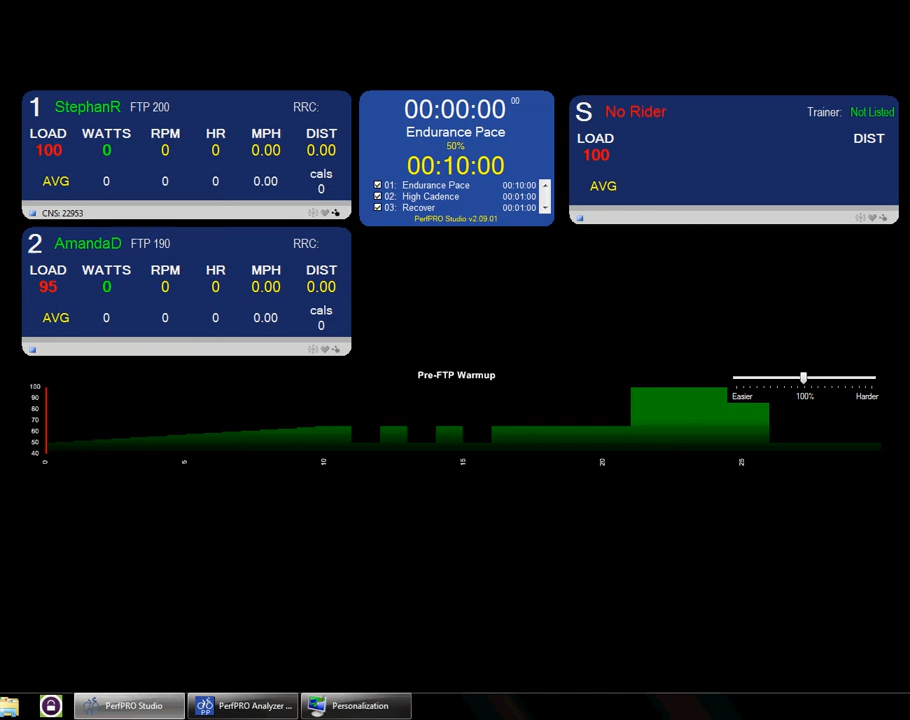 1 StephanR FTP 200 RRC:
LOAD WATTS RPM HR MPH DIST
100 0 0 0 0.00 0.00
AVG 0 0 0 0.00 cals
0
CNS: 22953
00:00:00 00
Endurance Pace
50%
00:10:00
01: Endurance Pace 00:10:00
02: High Cadence 00:01:00
03: Recover 00:01:00
PerfPRO Studio v2.09.01
S No Rider Trainer: Not Listed
LOAD DIST
100
AVG
2 AmandaD FTP 190 RRC:
LOAD WATTS RPM HR MPH DIST
95 0 0 0 0.00 0.00
AVG 0 0 0 0.00 cals
0
Pre-FTP Warmup
Easier 100% Harder
100
90
80
70
60
50
40
0 5 10 15 20 25
PerfPRO Studio PerfPRO Analyzer ... Personalization